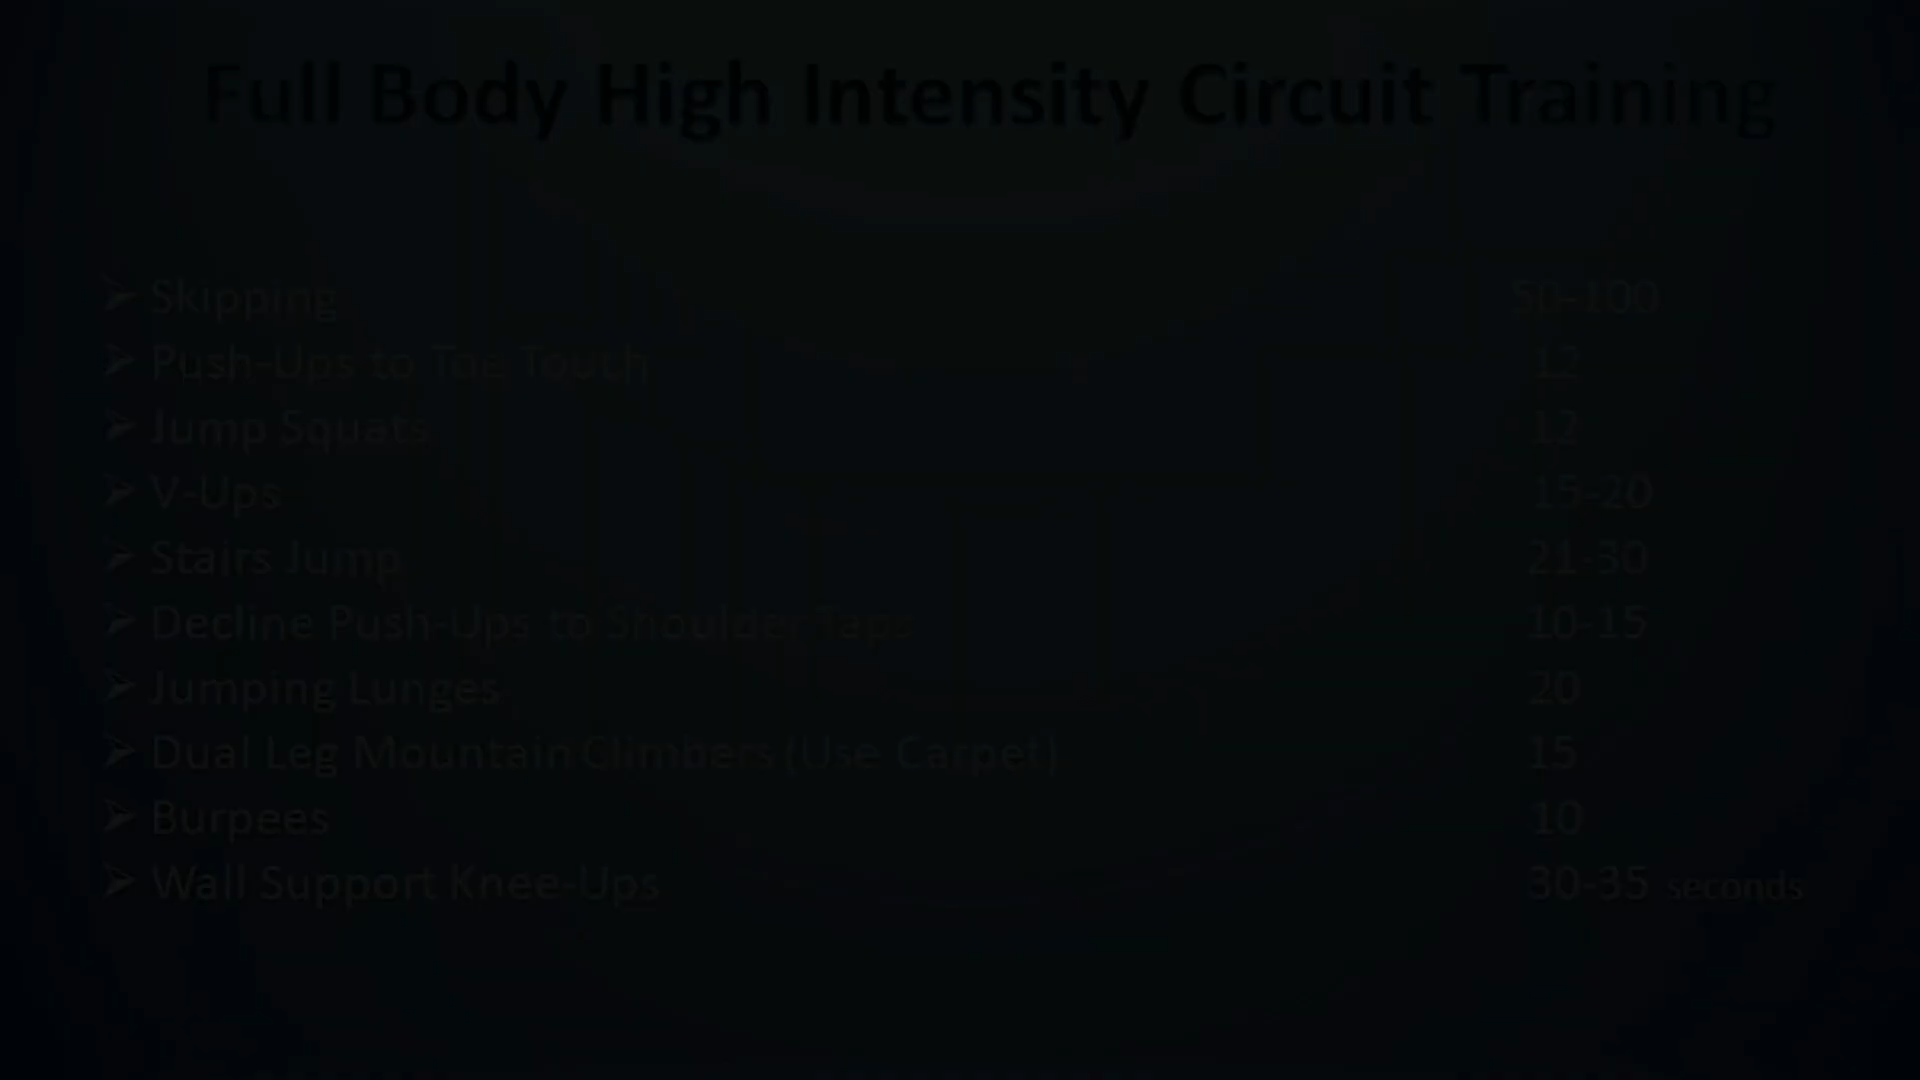 Full Body High Intensity Circuit Training
➢ Skipping 50-100
➢ Push-Ups to Toe Touch 12
➢ Jump Squats 12
➢ V-Ups 15-20
➢ Stairs Jump 21-30
➢ Decline Push-Ups to Shoulder Taps 10-15
➢ Jumping Lunges 20
➢ Dual Leg Mountain Climbers (Use Carpet) 15
➢ Burpees 10
➢ Wall Support Knee-Ups 30-35 seconds